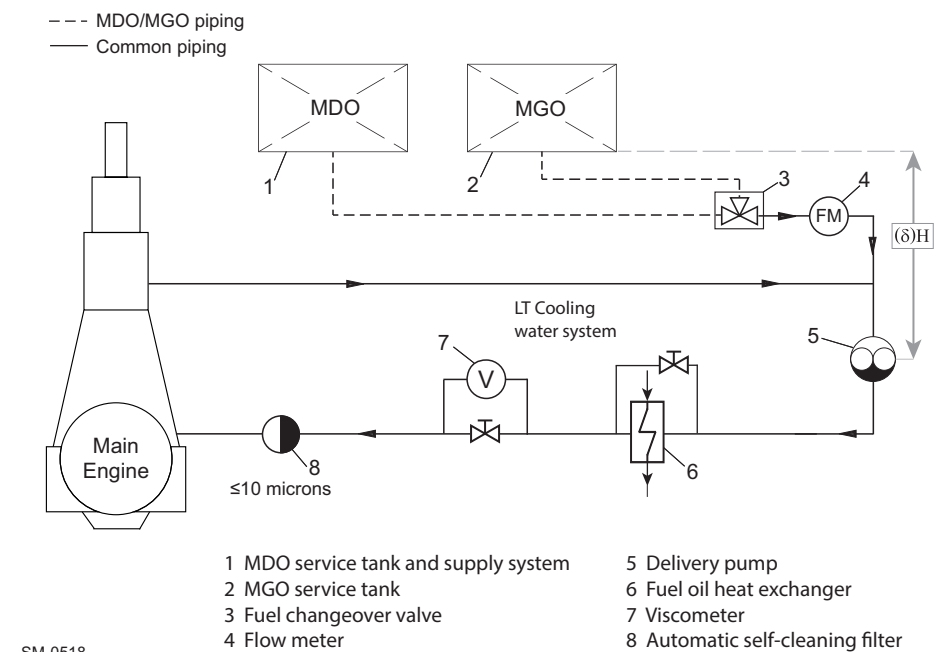 MDO/MGO piping
Common piping
MDO
MGO
1
2
3
4
FM
(δ)H
LT Cooling
water system
5
7
V
Main
Engine
8
≤10 microns
6
1 MDO service tank and supply system
2 MGO service tank
3 Fuel changeover valve
4 Flow meter
5 Delivery pump
6 Fuel oil heat exchanger
7 Viscometer
8 Automatic self-cleaning filter
SM-0518